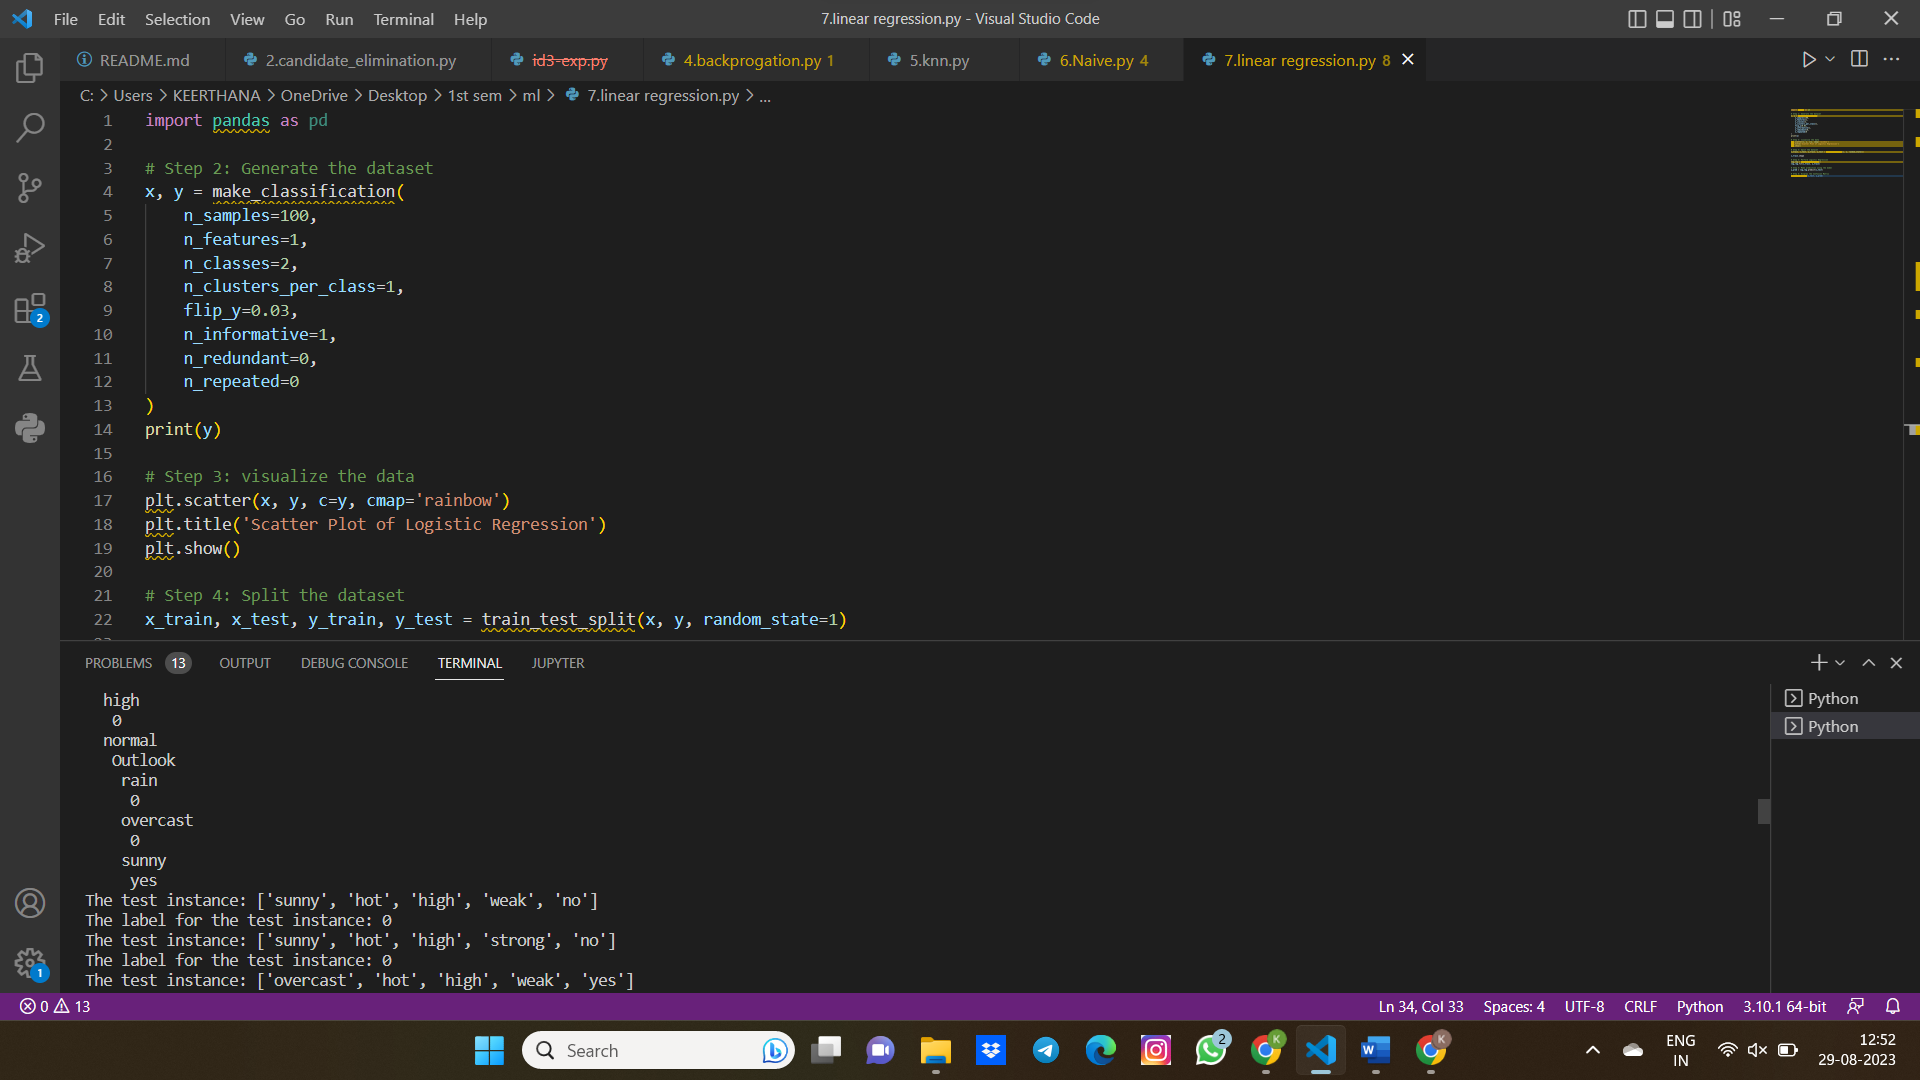 File Edit Selection View Go Run Terminal Help
7.linear regression.py - Visual Studio Code
README.md
2.candidate_elimination.py
id3-exp.py
4.backprogation.py 1
5.knn.py
6.Naive.py 4
7.linear regression.py 8
C: > Users > KEERTHANA > OneDrive > Desktop > 1st sem > ml > 7.linear regression.py > ...
1 import pandas as pd
2
3 # Step 2: Generate the dataset
4 x, y = make_classification(
5 n_samples=100,
6 n_features=1,
7 n_classes=2,
8 n_clusters_per_class=1,
9 flip_y=0.03,
10 n_informative=1,
11 n_redundant=0,
12 n_repeated=0
13 )
14 print(y)
15
16 # Step 3: visualize the data
17 plt.scatter(x, y, c=y, cmap='rainbow')
18 plt.title('Scatter Plot of Logistic Regression')
19 plt.show()
20
21 # Step 4: Split the dataset
22 x_train, x_test, y_train, y_test = train_test_split(x, y, random_state=1)
PROBLEMS 13 OUTPUT DEBUG CONSOLE TERMINAL JUPYTER
high
0
normal
Outlook
rain
0
overcast
0
sunny
yes
The test instance: ['sunny', 'hot', 'high', 'weak', 'no']
The label for the test instance: 0
The test instance: ['sunny', 'hot', 'high', 'strong', 'no']
The label for the test instance: 0
The test instance: ['overcast', 'hot', 'high', 'weak', 'yes']
Python
Python
2
1
0 13
Ln 34, Col 33 Spaces: 4 UTF-8 CRLF Python 3.10.1 64-bit
Search
2
K
W
K
ENG
IN
12:52
29-08-2023